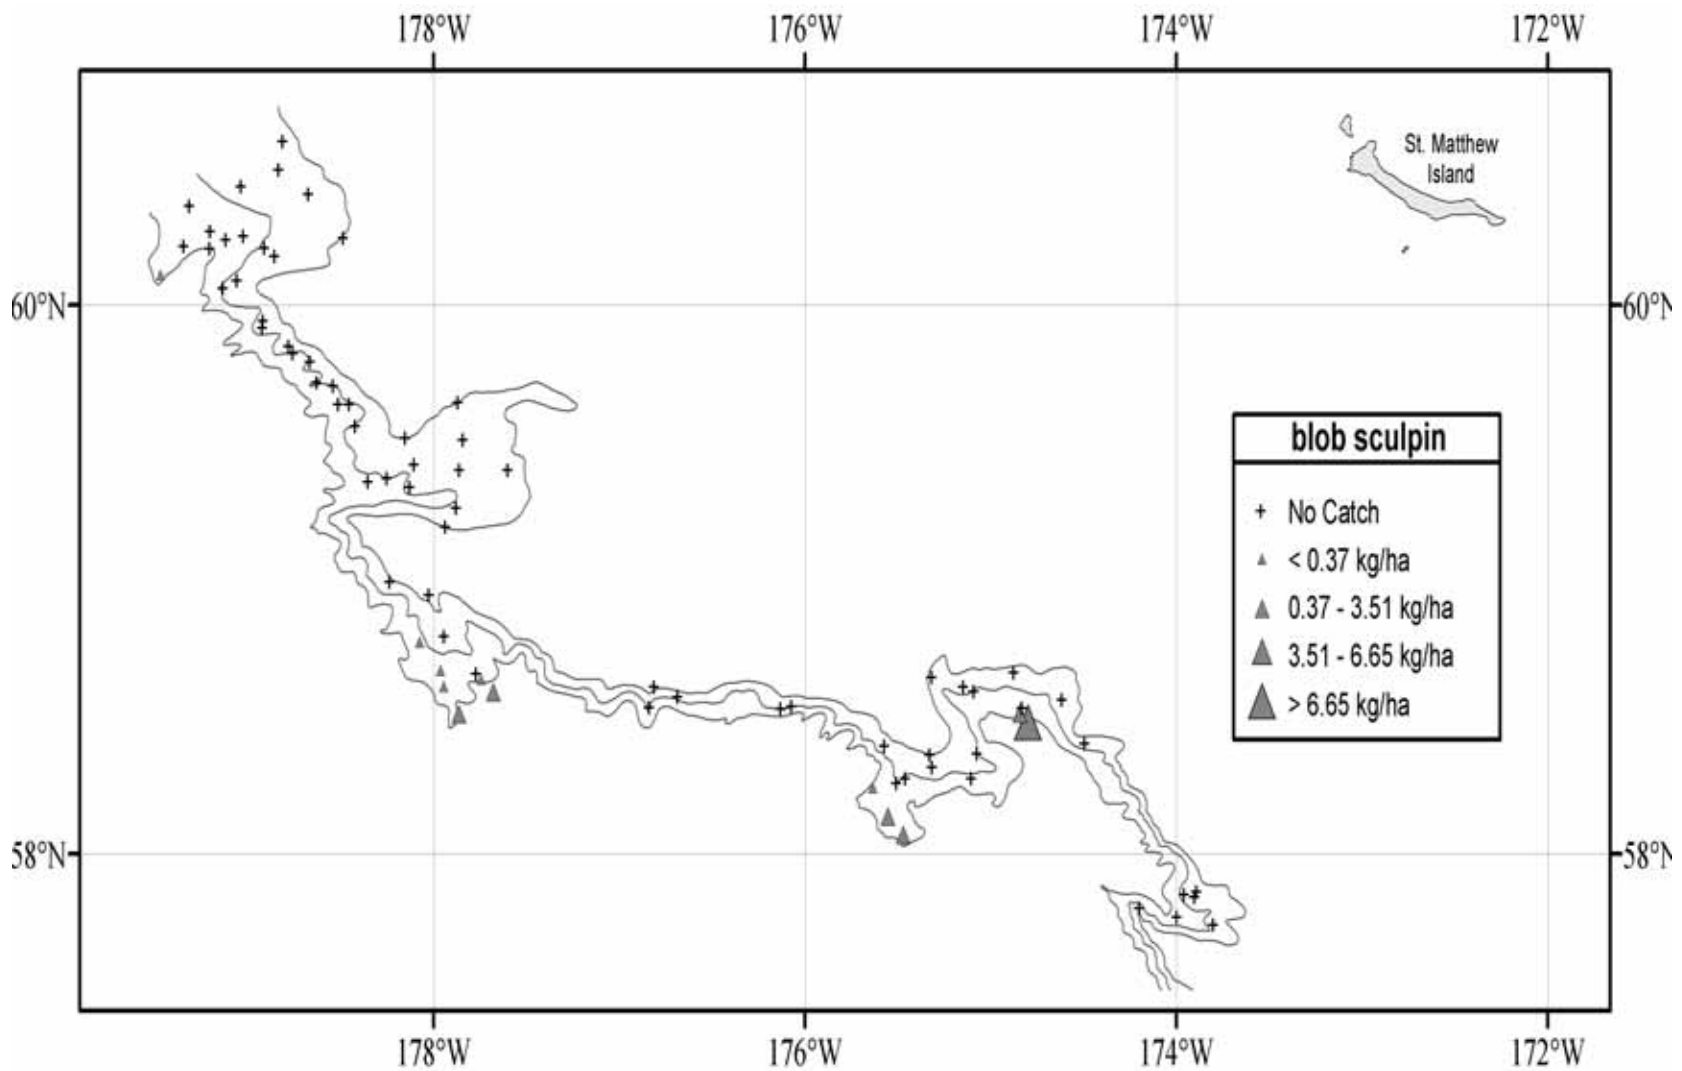 178°W 176°W 174°W 172°W
St. Matthew
Island
60°N 60°N
blob sculpin
No Catch
< 0.37 kg/ha
0.37 - 3.51 kg/ha
3.51 - 6.65 kg/ha
> 6.65 kg/ha
58°N 58°N
178°W 176°W 174°W 172°W